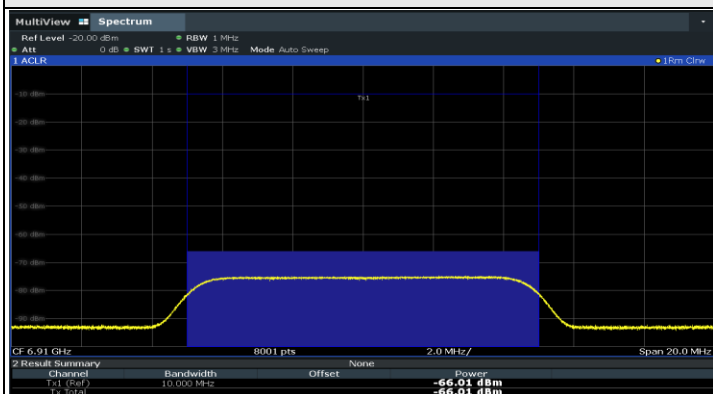 MultiView Spectrum
Ref Level -20.00 dBm RBW 1 MHz
Att 0 dB SWT 1 s VBW 3 MHz Mode Auto Sweep
1 ACLR 1Rm Clrw
Tx1
-10 dBm
-20 dBm
-30 dBm
-40 dBm
-50 dBm
-60 dBm
-70 dBm
-80 dBm
-90 dBm
CF 6.91 GHz 8001 pts 2.0 MHz/ Span 20.0 MHz
2 Result Summary None
Channel Bandwidth Offset Power
Tx1 (Ref) 10.000 MHz -66.01 dBm
Tx Total -66.01 dBm